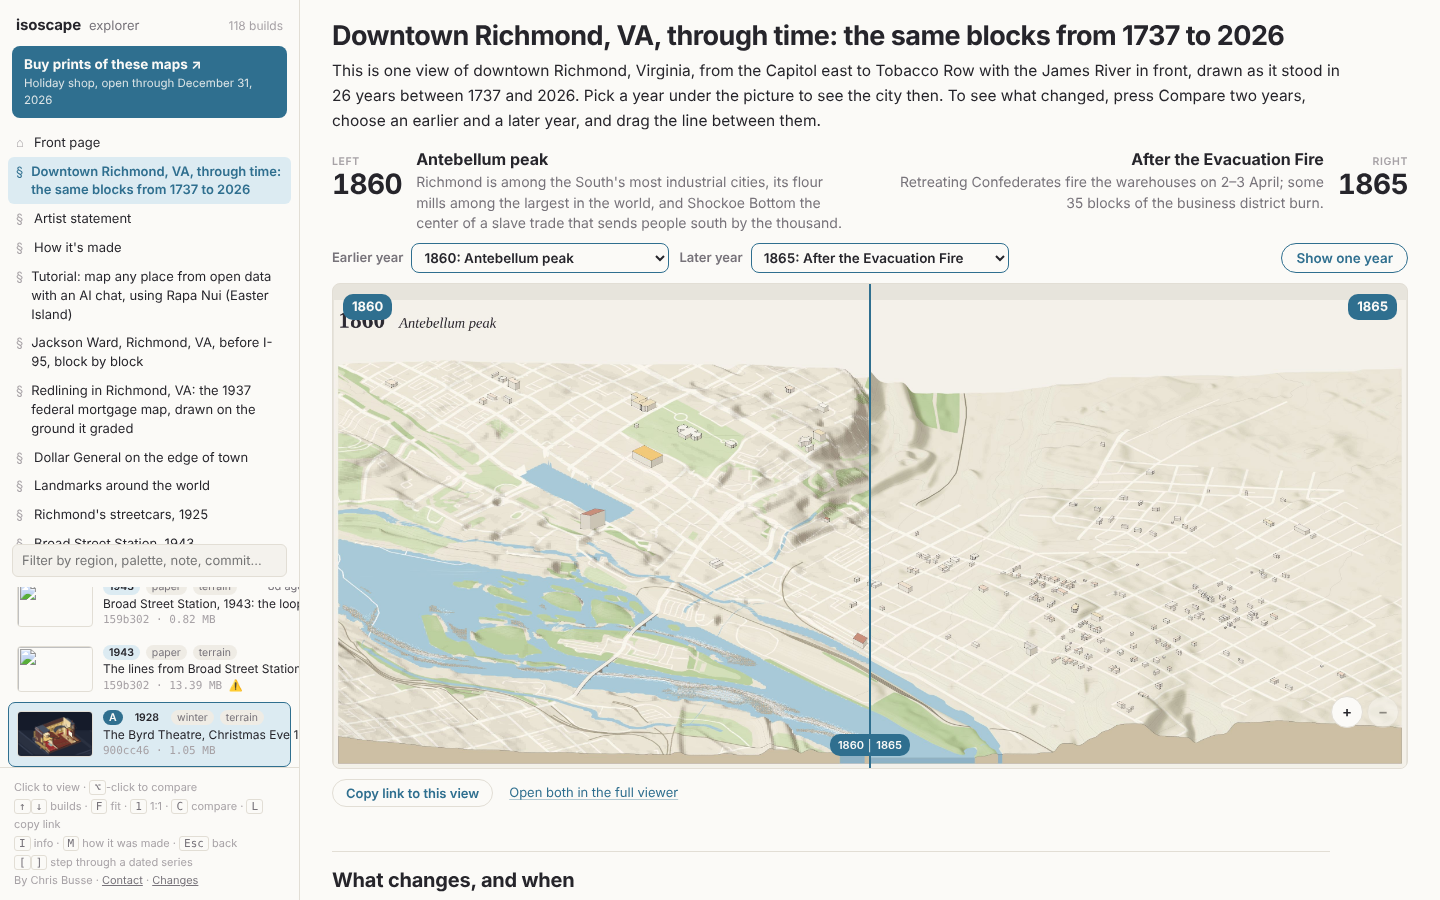 isoscape explorer 118 builds
Buy prints of these maps ↗
Holiday shop, open through December 31,
2026
⌂ Front page
§ Downtown Richmond, VA, through time:
the same blocks from 1737 to 2026
§ Artist statement
§ How it's made
§ Tutorial: map any place from open data
with an AI chat, using Rapa Nui (Easter
Island)
§ Jackson Ward, Richmond, VA, before I-
95, block by block
§ Redlining in Richmond, VA: the 1937
federal mortgage map, drawn on the
ground it graded
§ Dollar General on the edge of town
§ Landmarks around the world
§ Richmond's streetcars, 1925
§ Broad Street Station, 1943
Filter by region, palette, note, commit...
1943 paper terrain 8d ago
Broad Street Station, 1943: the loop
159b302 · 0.82 MB
1943 paper terrain
The lines from Broad Street Station
159b302 · 13.39 MB ⚠️
A 1928 winter terrain
The Byrd Theatre, Christmas Eve 1
900cc46 · 1.05 MB
Click to view · ⌥ -click to compare
↑ ↓ builds · F fit · 1 1:1 · C compare · L
copy link
I info · M how it was made · Esc back
[ ] step through a dated series
By Chris Busse · Contact · Changes
Downtown Richmond, VA, through time: the same blocks from 1737 to 2026
This is one view of downtown Richmond, Virginia, from the Capitol east to Tobacco Row with the James River in front, drawn as it stood in
26 years between 1737 and 2026. Pick a year under the picture to see the city then. To see what changed, press Compare two years,
choose an earlier and a later year, and drag the line between them.
LEFT
1860
Antebellum peak
Richmond is among the South's most industrial cities, its flour
mills among the largest in the world, and Shockoe Bottom the
center of a slave trade that sends people south by the thousand.
After the Evacuation Fire
Retreating Confederates fire the warehouses on 2–3 April; some
35 blocks of the business district burn.
RIGHT
1865
Earlier year 1860: Antebellum peak Later year 1865: After the Evacuation Fire Show one year
1860 1865
1860 Antebellum peak
+ −
1860 | 1865
Copy link to this view Open both in the full viewer
What changes, and when